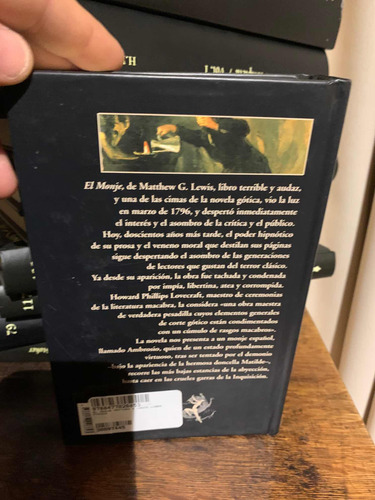 El Monje, de Matthew G. Lewis, libro terrible y audaz,
y una de las cimas de la novela gótica, vio la luz
en marzo de 1796, y despertó inmediatamente
el interés y el asombro de la crítica y el público.
Hoy, doscientos años más tarde, el poder hipnótico
de su prosa y el veneno moral que destilan sus páginas
sigue despertando el asombro de las generaciones
de lectores que gustan del terror clásico.
Ya desde su aparición, la obra fue tachada y condenada
por impía, libertina, atea y corrompida.
Howard Phillips Lovecraft, maestro de ceremonias
de la literatura macabra, la considera «una obra maestra
de verdadera pesadilla cuyos elementos generales
de corte gótico están condimentados
con un cúmulo de rasgos macabros».
La novela nos presenta a un monje español,
llamado Ambrosio, quien de un estado profundamente
virtuoso, tras ser tentado por el demonio
–bajo la apariencia de la hermosa doncella Matilde–
recorre las más bajas estancias de la abyección,
hasta caer en las crueles garras de la Inquisición.